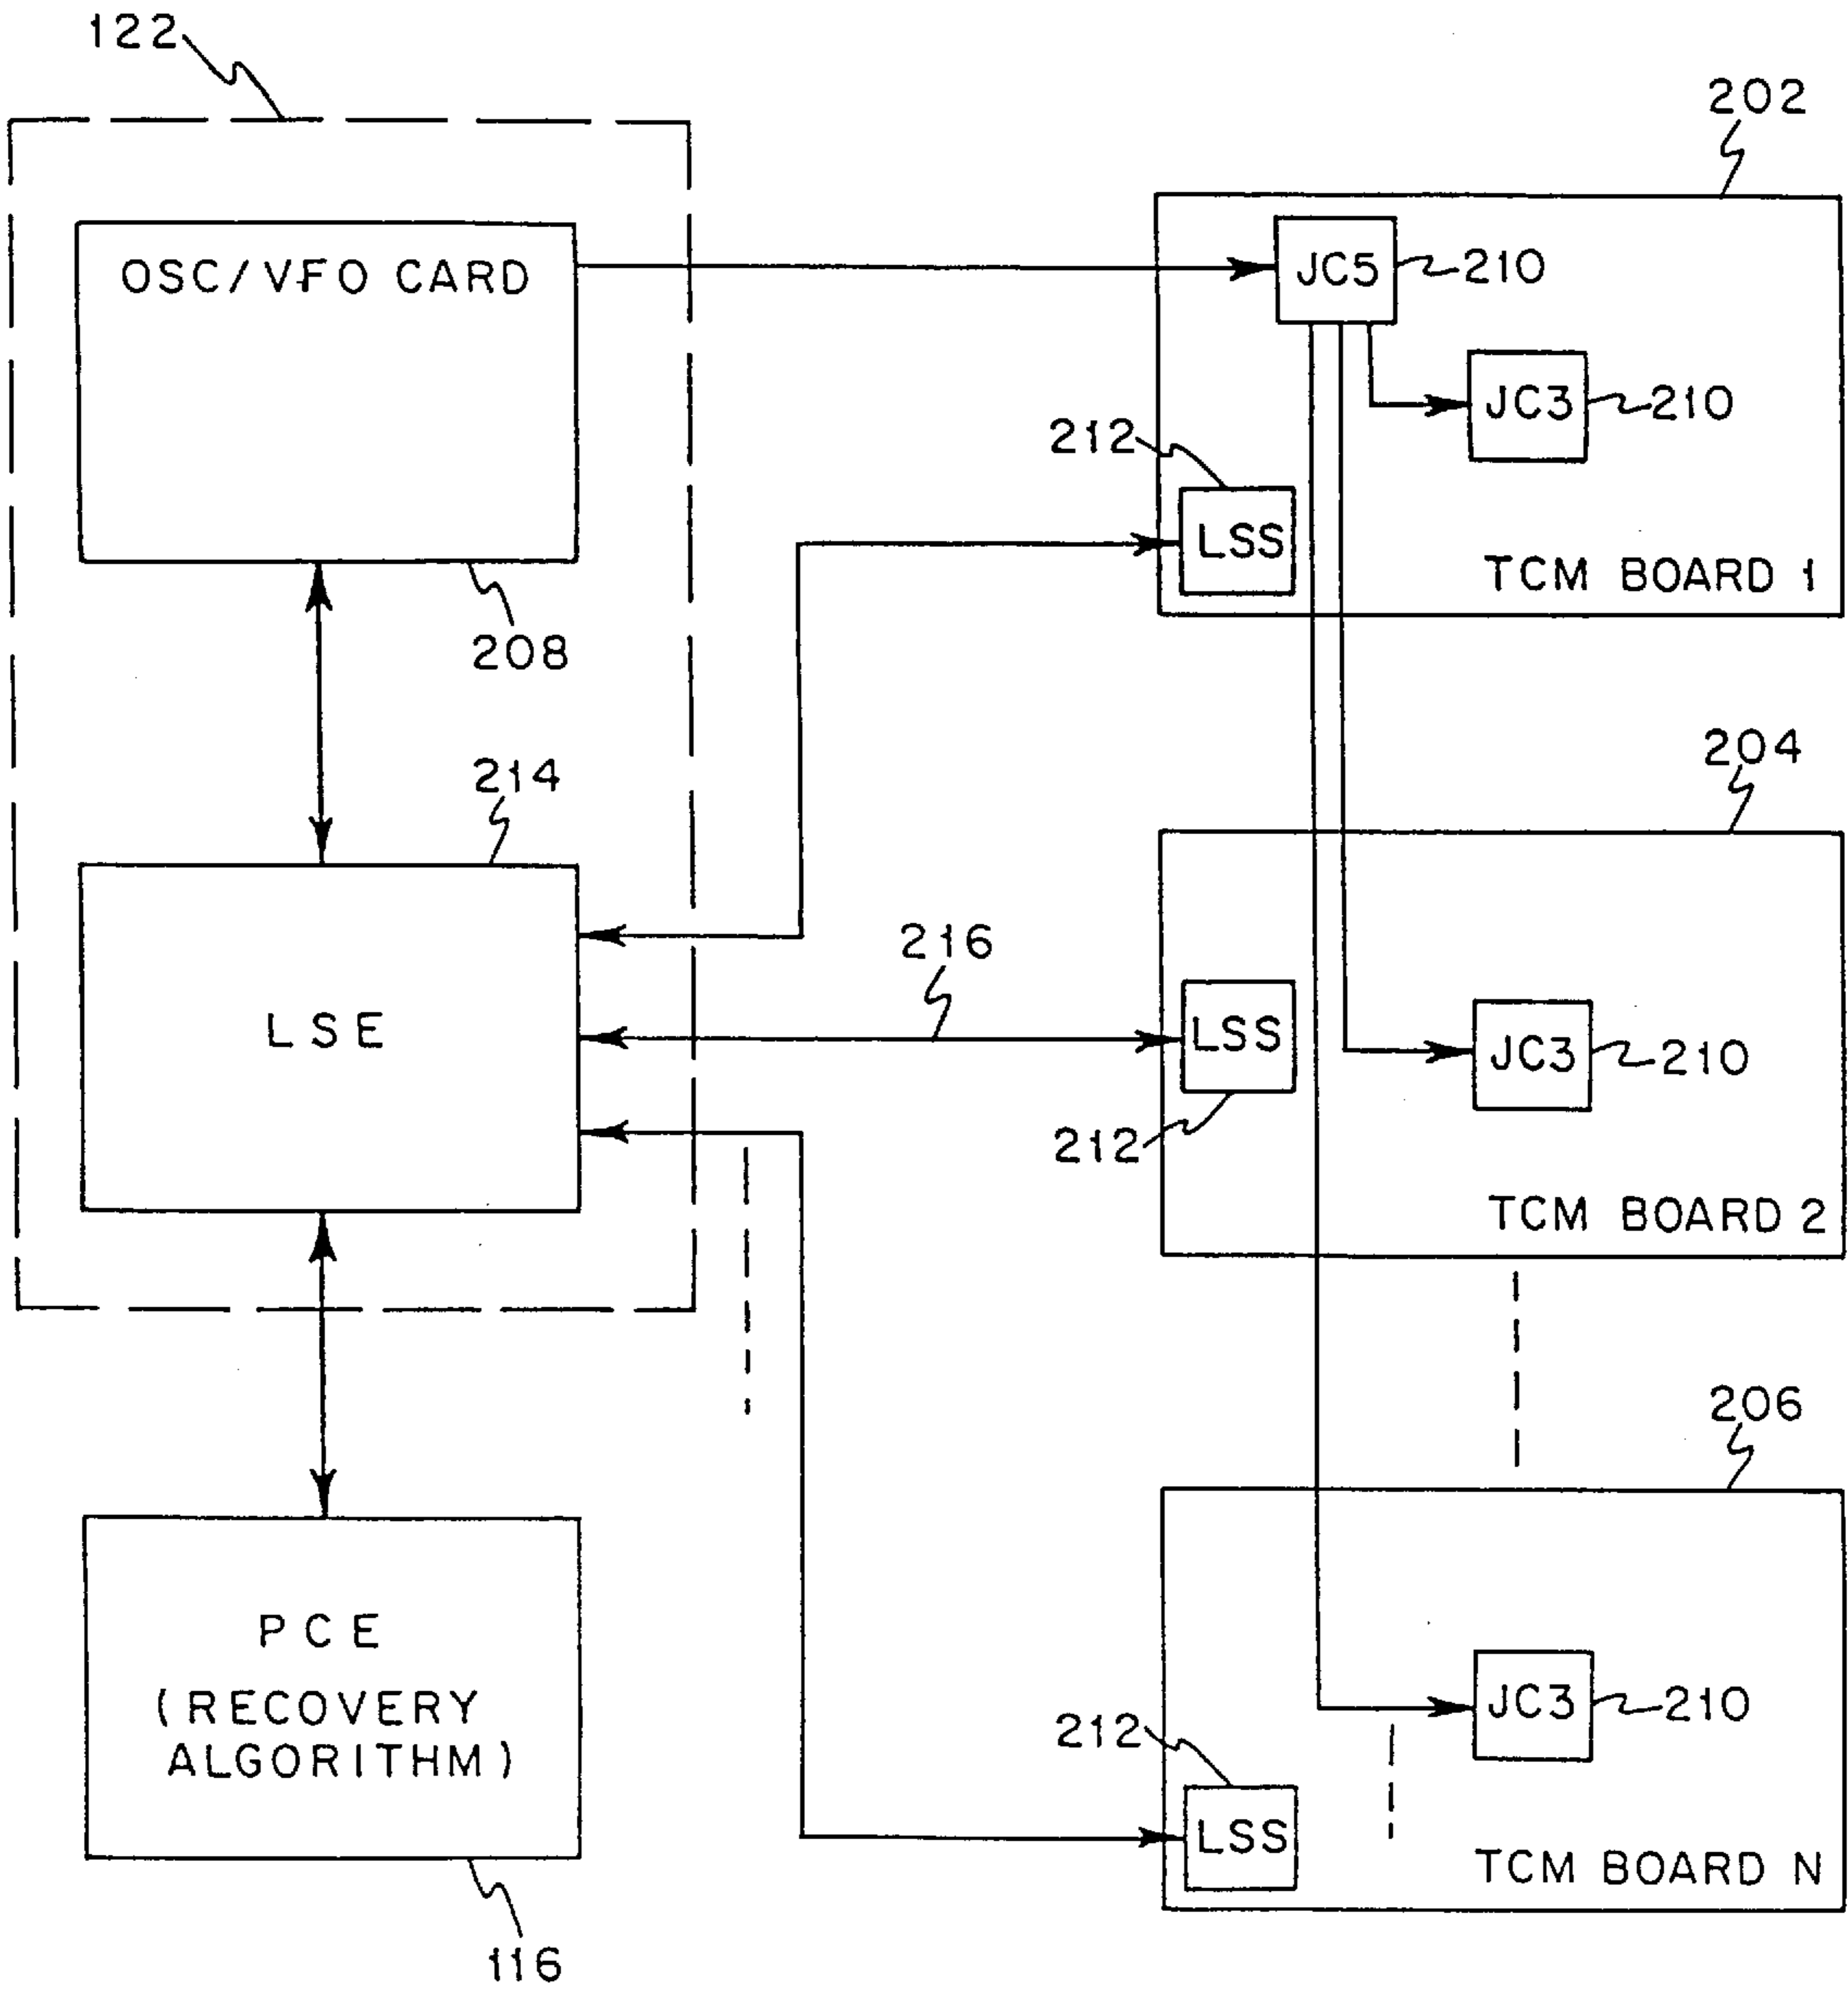 122
202
OSC/VFO CARD
JC5
210
JC3
210
212
LSS
TCM BOARD 1
208
204
214
216
LSE
LSS
JC3
210
212
TCM BOARD 2
206
PCE
(RECOVERY
ALGORITHM)
JC3
210
212
LSS
TCM BOARD N
116